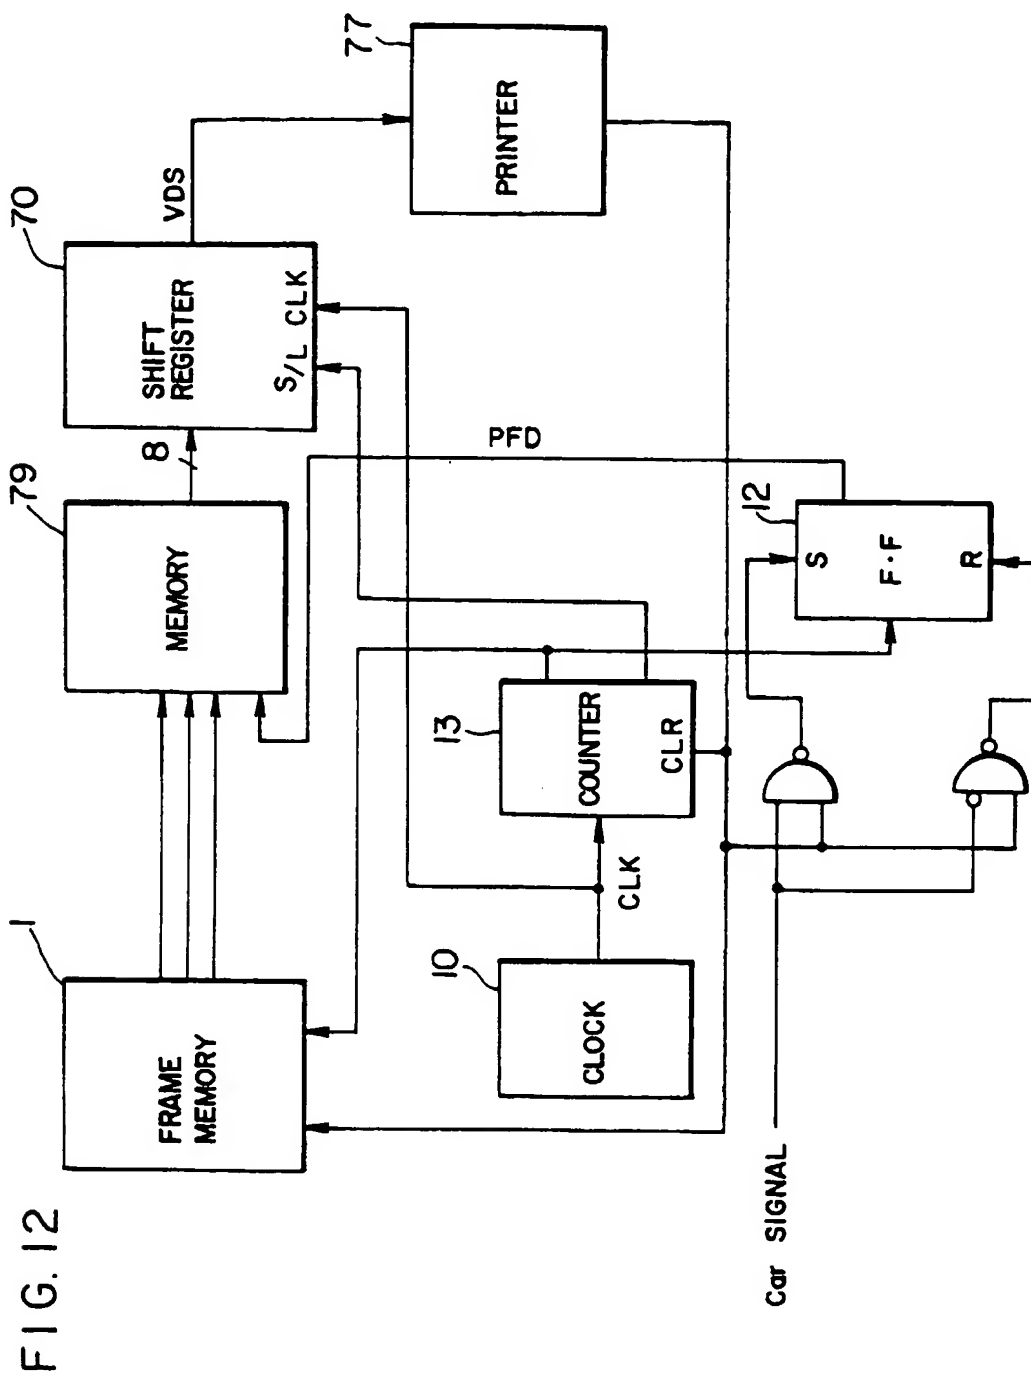 FIG. 12
1
FRAME
MEMORY
79
MEMORY
8
70
SHIFT
REGISTER
S/L CLK
VDS
77
PRINTER
10
CLOCK
CLK
13
COUNTER
CLR
PFD
12
S
F·F
R
Car SIGNAL